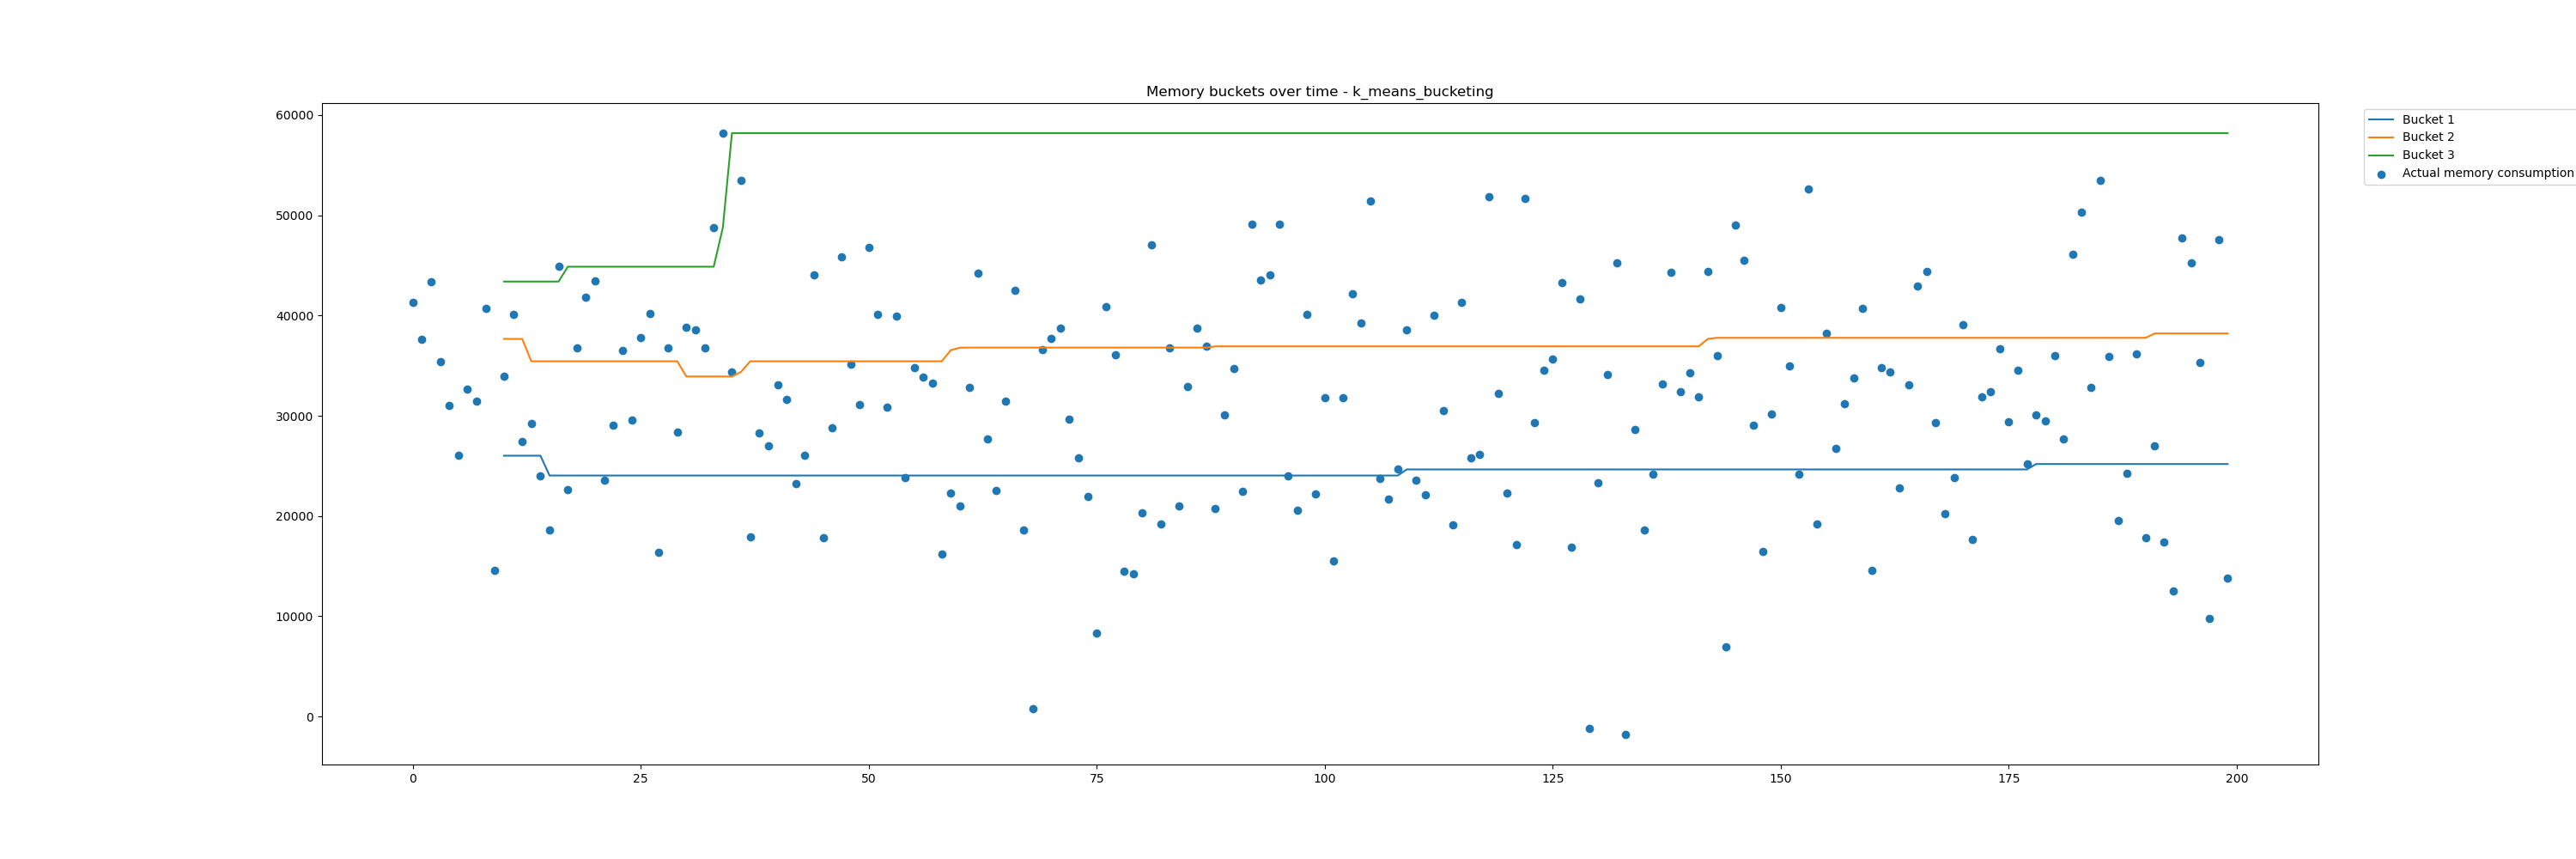 Memory buckets over time - k_means_bucketing
60000
50000
40000
30000
20000
10000
0
0 25 50 75 100 125 150 175 200
Bucket 1
Bucket 2
Bucket 3
Actual memory consumption